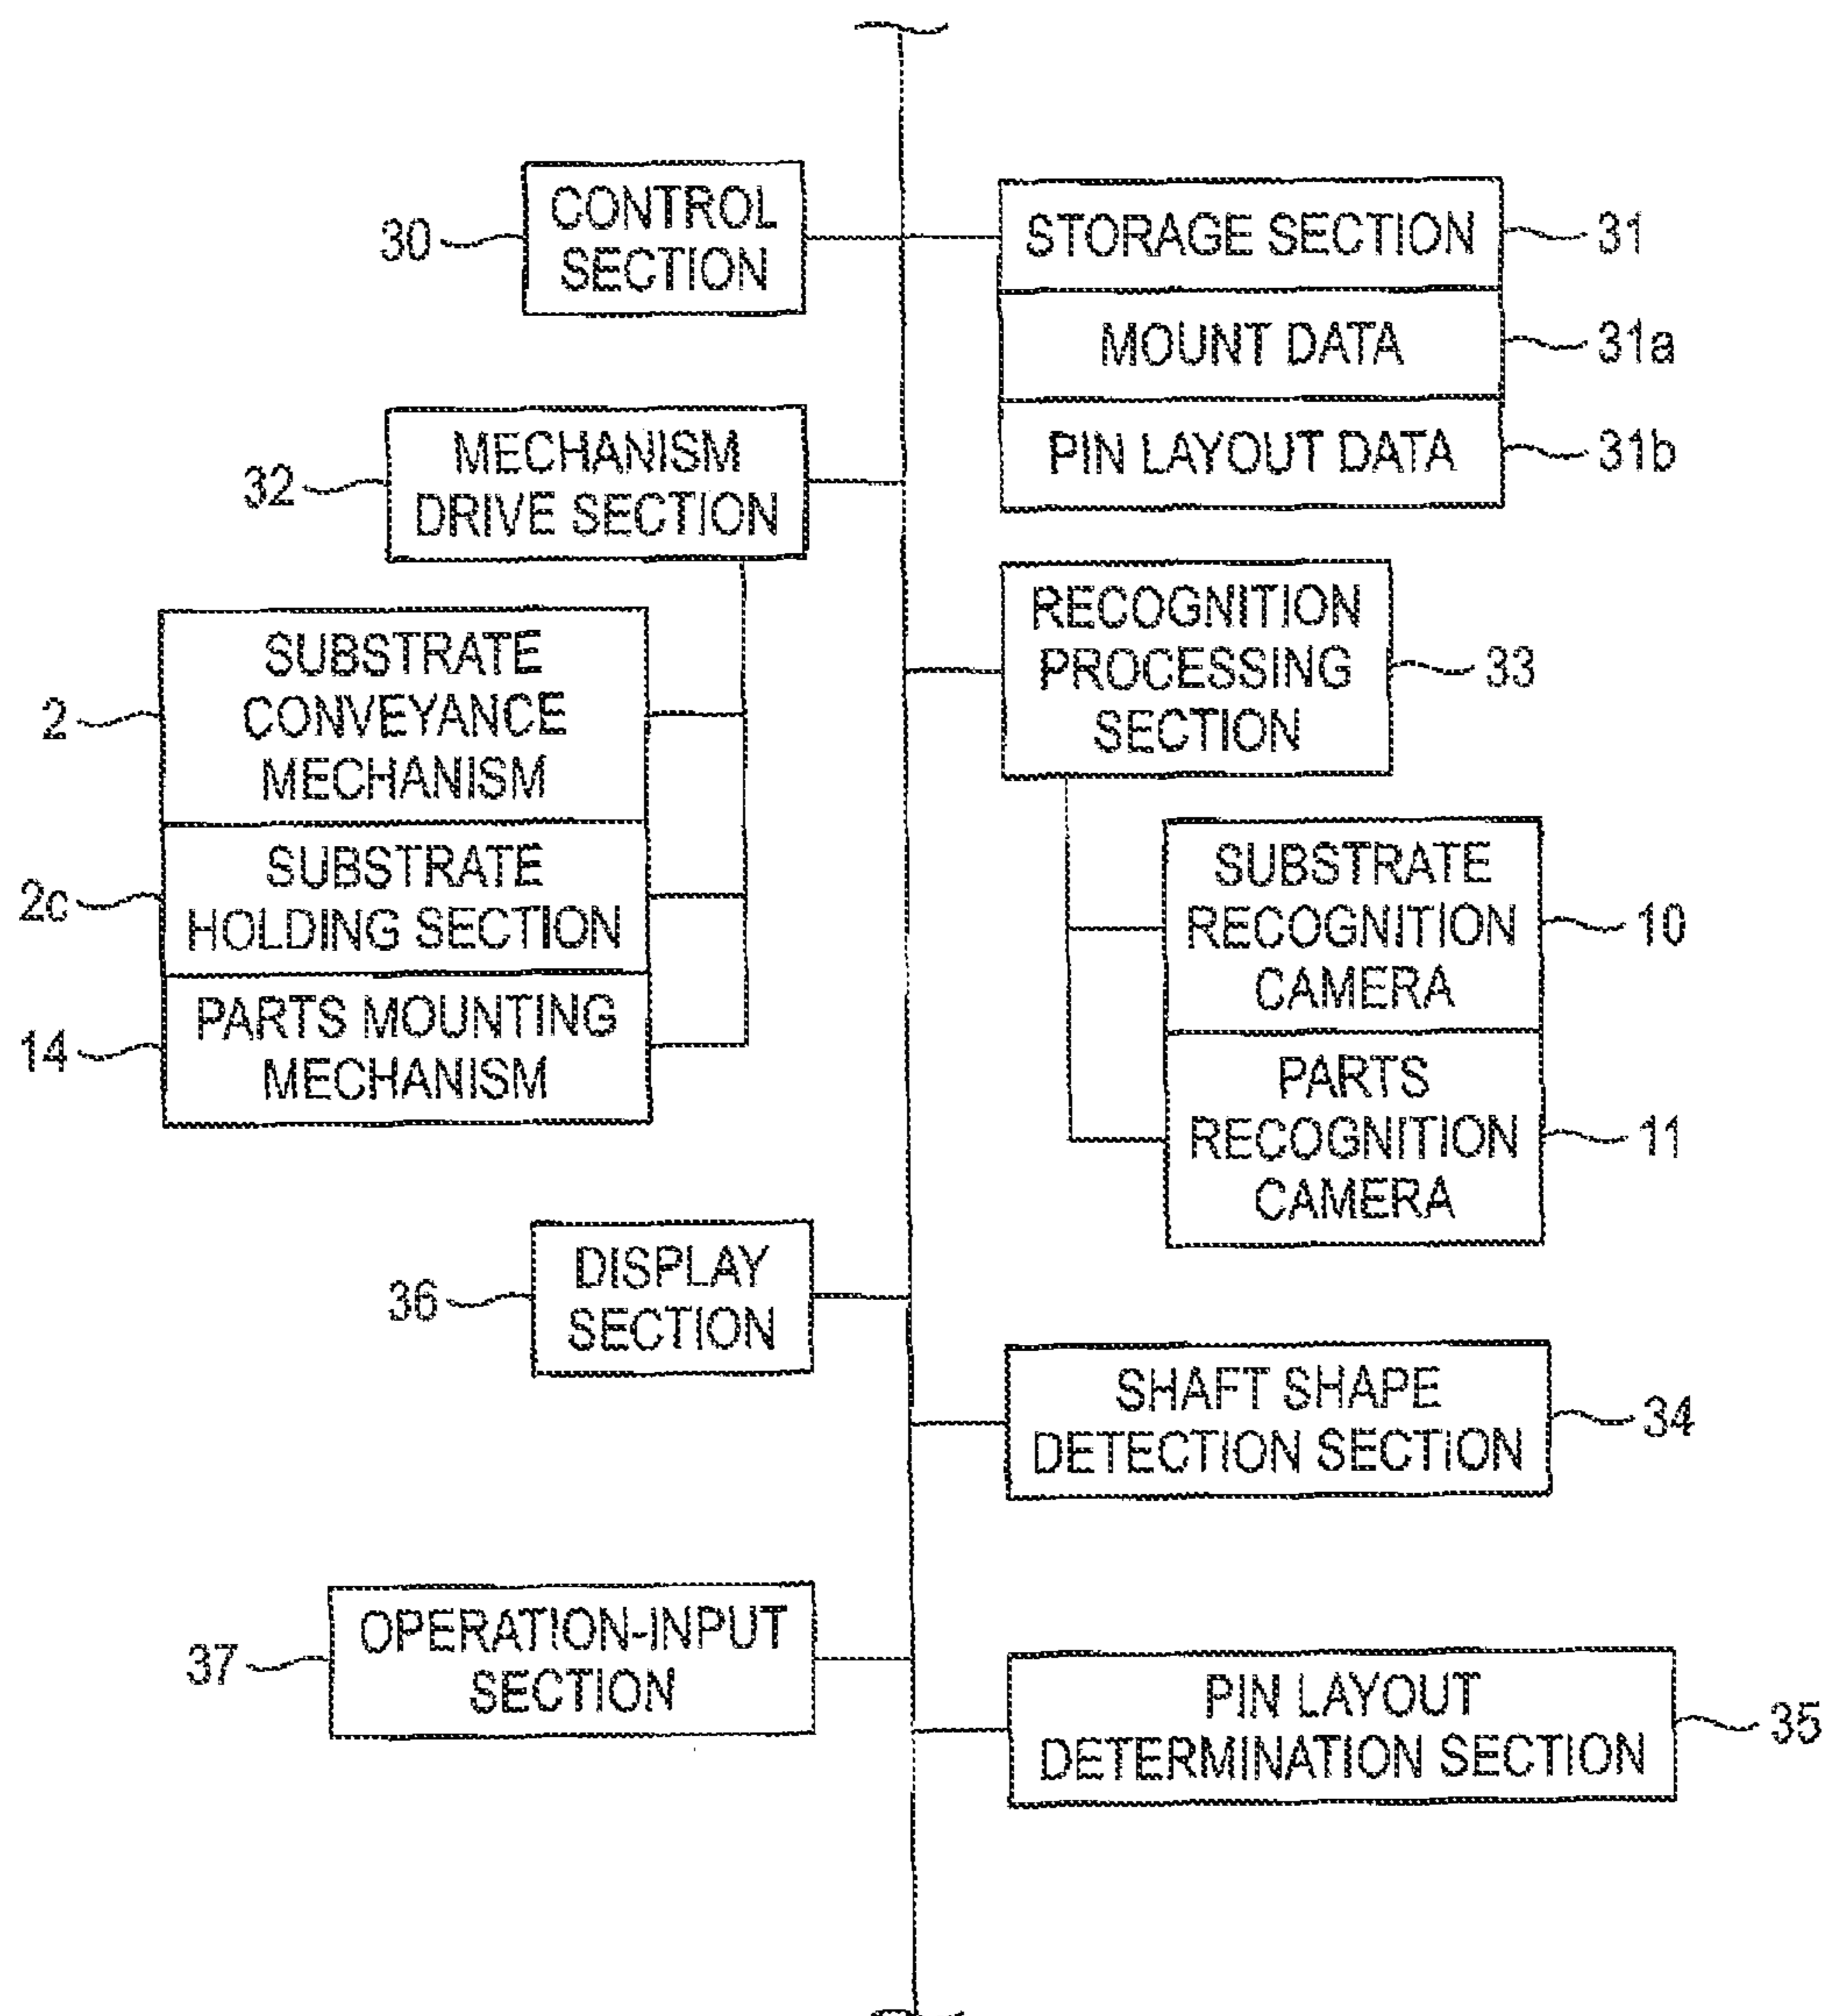 30
CONTROL
SECTION
STORAGE SECTION
31
MOUNT DATA
31a
PIN LAYOUT DATA
31b
32
MECHANISM
DRIVE SECTION
RECOGNITION
PROCESSING
SECTION
33
2
SUBSTRATE
CONVEYANCE
MECHANISM
2c
SUBSTRATE
HOLDING SECTION
14
PARTS MOUNTING
MECHANISM
SUBSTRATE
RECOGNITION
CAMERA
10
PARTS
RECOGNITION
CAMERA
11
36
DISPLAY
SECTION
SHAFT SHAPE
DETECTION SECTION
34
37
OPERATION-INPUT
SECTION
PIN LAYOUT
DETERMINATION SECTION
35